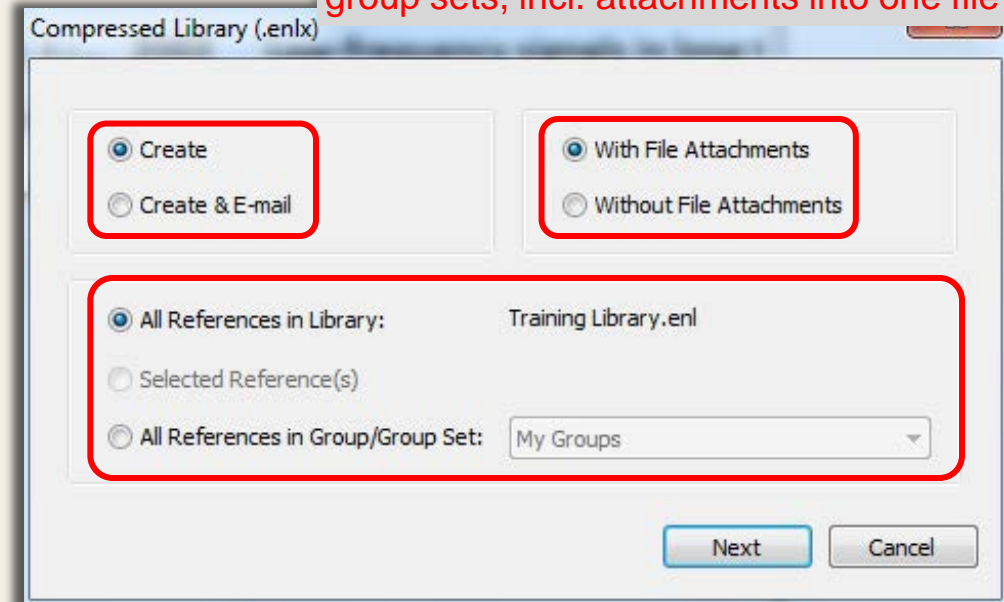 group sets, incl. attachments into one file
Compressed Library (.enlx)
Create
With File Attachments
Create & E-mail
Without File Attachments
All References in Library: Training Library.enl
Selected Reference(s)
All References in Group/Group Set: My Groups
Next Cancel